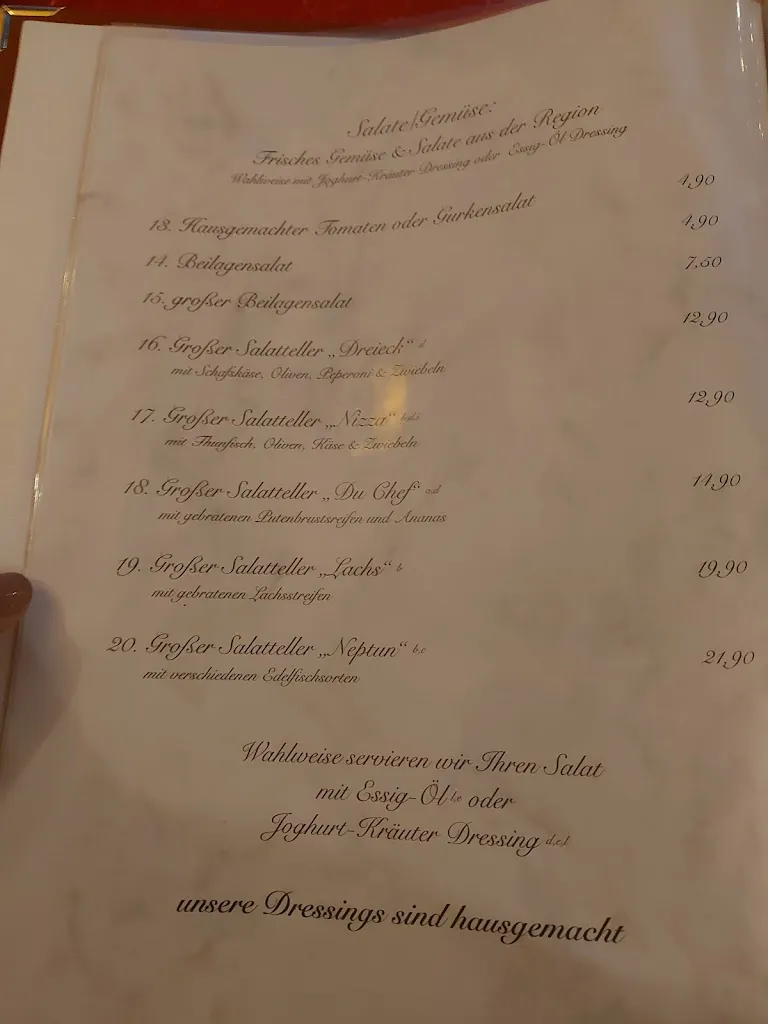 Salate/Gemüse:
Frisches Gemüse & Salate aus der Region
Wahlweise mit Joghurt-Kräuter Dressing oder Essig-Öl Dressing
13. Hausgemachter Tomaten oder Gurkensalat 4,90
14. Beilagensalat 4,90
15. großer Beilagensalat 7,50
16. Großer Salatteller „Dreieck“ d 12,90
mit Schafskäse, Oliven, Peperoni & Zwiebeln
17. Großer Salatteller „Nizza“ 12,90
mit Thunfisch, Oliven, Käse & Zwiebeln
18. Großer Salatteller „Du Chef“ 14,90
mit gebratenen Putenbrustsreifen und Ananas
19. Großer Salatteller „Lachs“ b 19,90
mit gebratenen Lachsstreifen
20. Großer Salatteller „Neptun“ 21,90
mit verschiedenen Edelfischsorten
Wahlweise servieren wir Ihren Salat
mit Essig-Öl oder
Joghurt-Kräuter Dressing
unsere Dressings sind hausgemacht